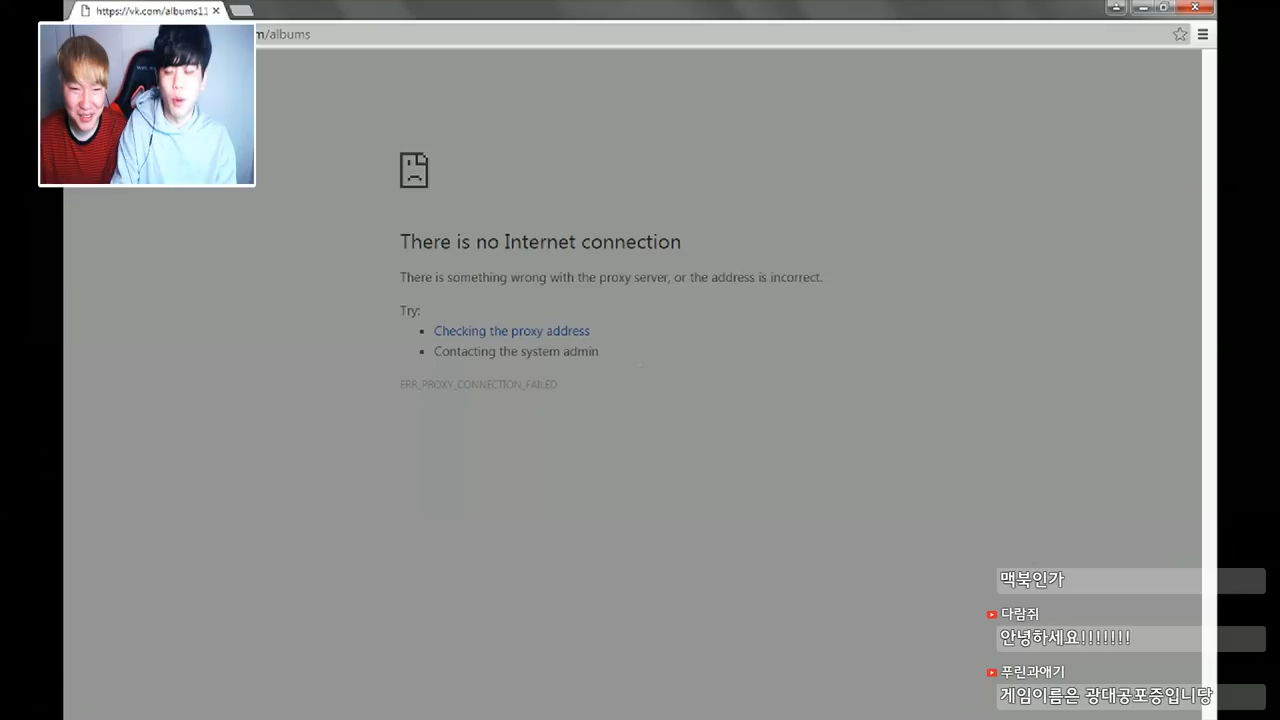 https://vk.com/albums11
m/albums
There is no Internet connection
There is something wrong with the proxy server, or the address is incorrect.
Try:
Checking the proxy address
Contacting the system admin
ERR_PROXY_CONNECTION_FAILED
맥북인가
다람쥐
안녕하세요!!!!!!!
푸린과애기
게임이름은 광대공포증입니당